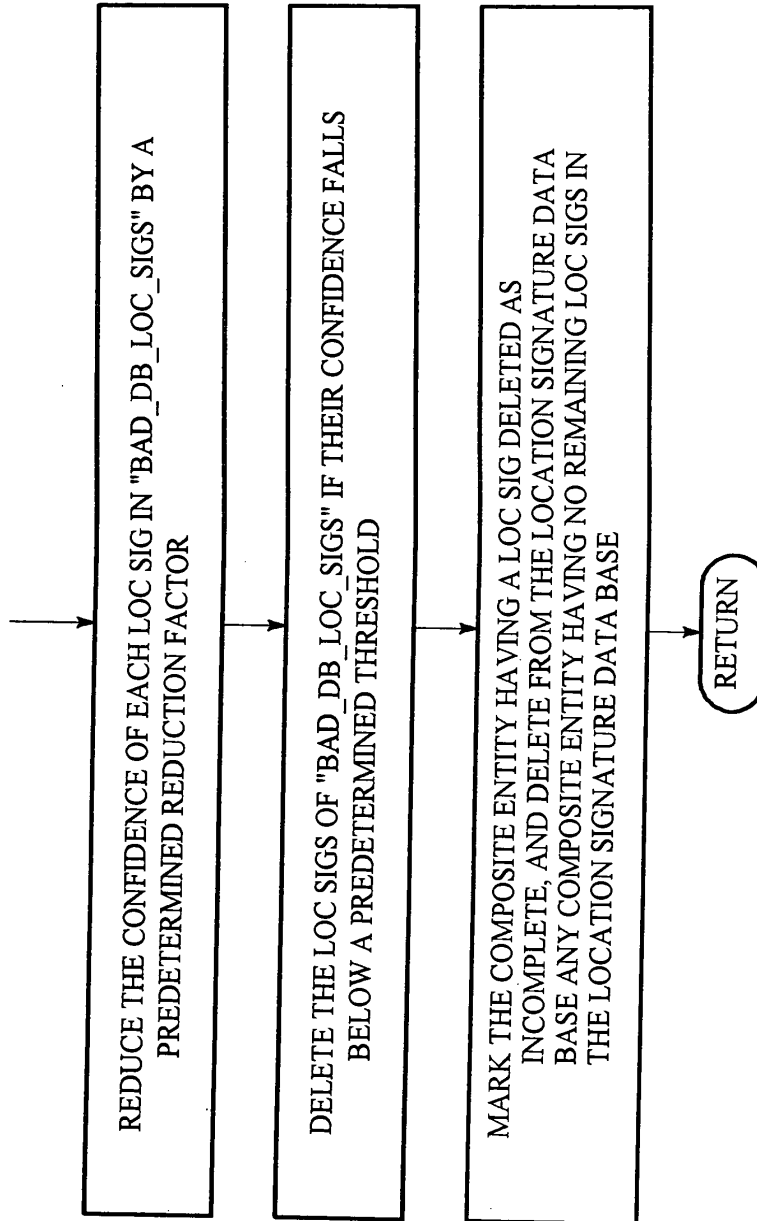 REDUCE THE CONFIDENCE OF EACH LOC SIG IN "BAD_DB_LOC_SIGS" BY A
PREDETERMINED REDUCTION FACTOR
DELETE THE LOC SIGS OF "BAD_DB_LOC_SIGS" IF THEIR CONFIDENCE FALLS
BELOW A PREDETERMINED THRESHOLD
MARK THE COMPOSITE ENTITY HAVING A LOC SIG DELETED AS
INCOMPLETE, AND DELETE FROM THE LOCATION SIGNATURE DATA
BASE ANY COMPOSITE ENTITY HAVING NO REMAINING LOC SIGS IN
THE LOCATION SIGNATURE DATA BASE
RETURN